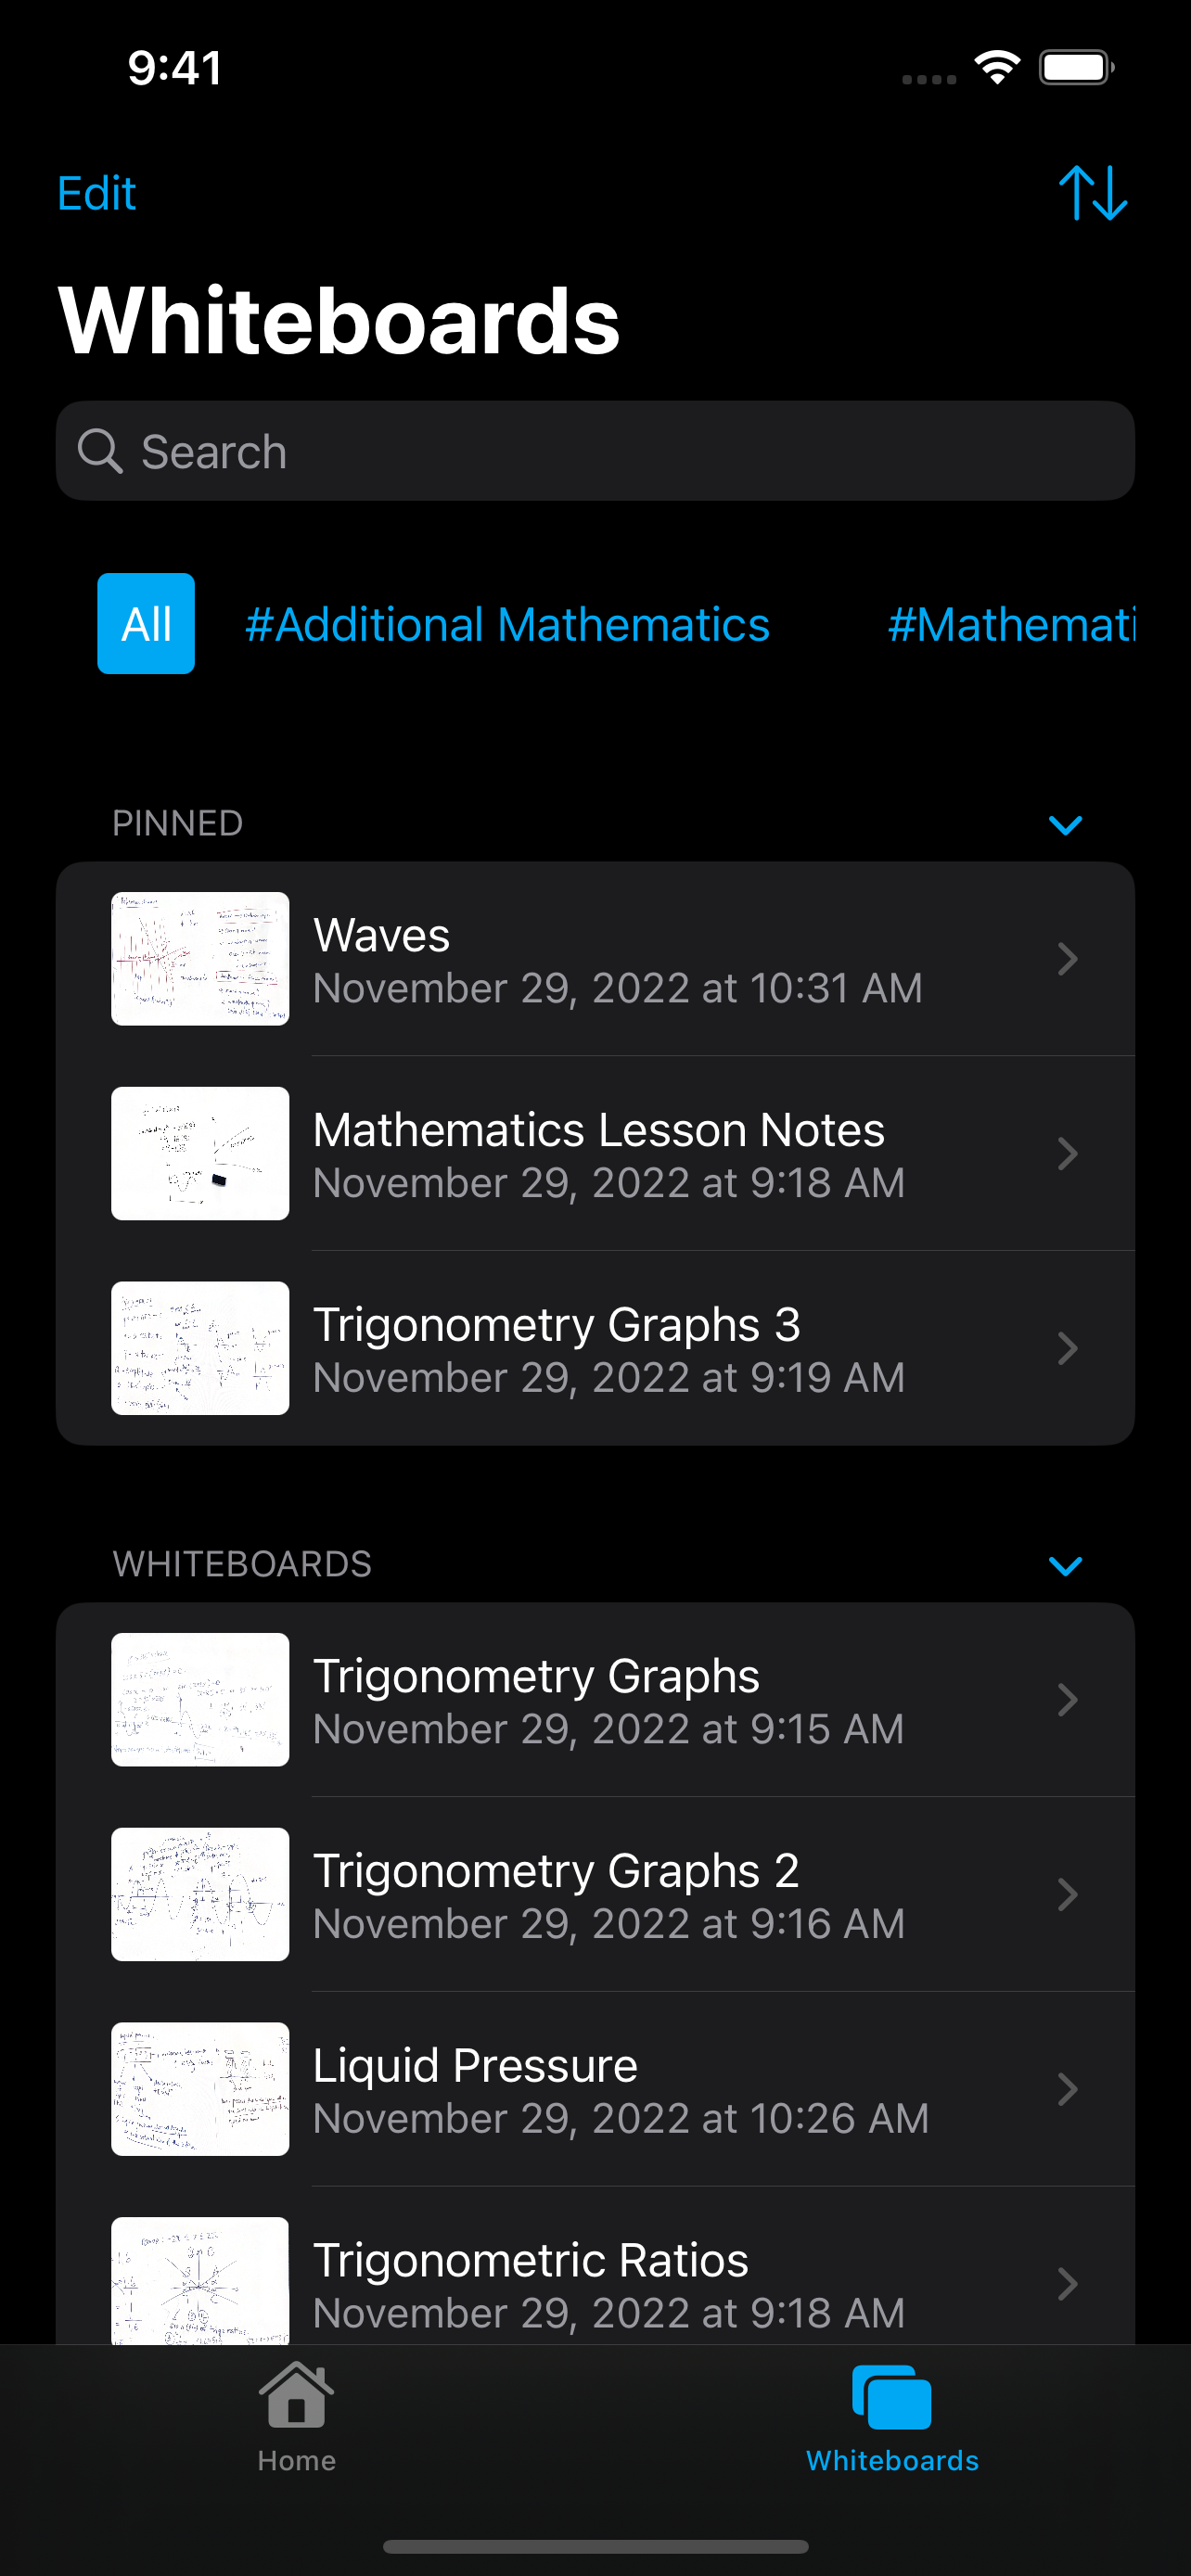 9:41
Edit
Whiteboards
Search
All #Additional Mathematics #Mathemati
PINNED
Waves
November 29, 2022 at 10:31 AM
Mathematics Lesson Notes
November 29, 2022 at 9:18 AM
Trigonometry Graphs 3
November 29, 2022 at 9:19 AM
WHITEBOARDS
Trigonometry Graphs
November 29, 2022 at 9:15 AM
Trigonometry Graphs 2
November 29, 2022 at 9:16 AM
Liquid Pressure
November 29, 2022 at 10:26 AM
Trigonometric Ratios
November 29, 2022 at 9:18 AM
Home Whiteboards